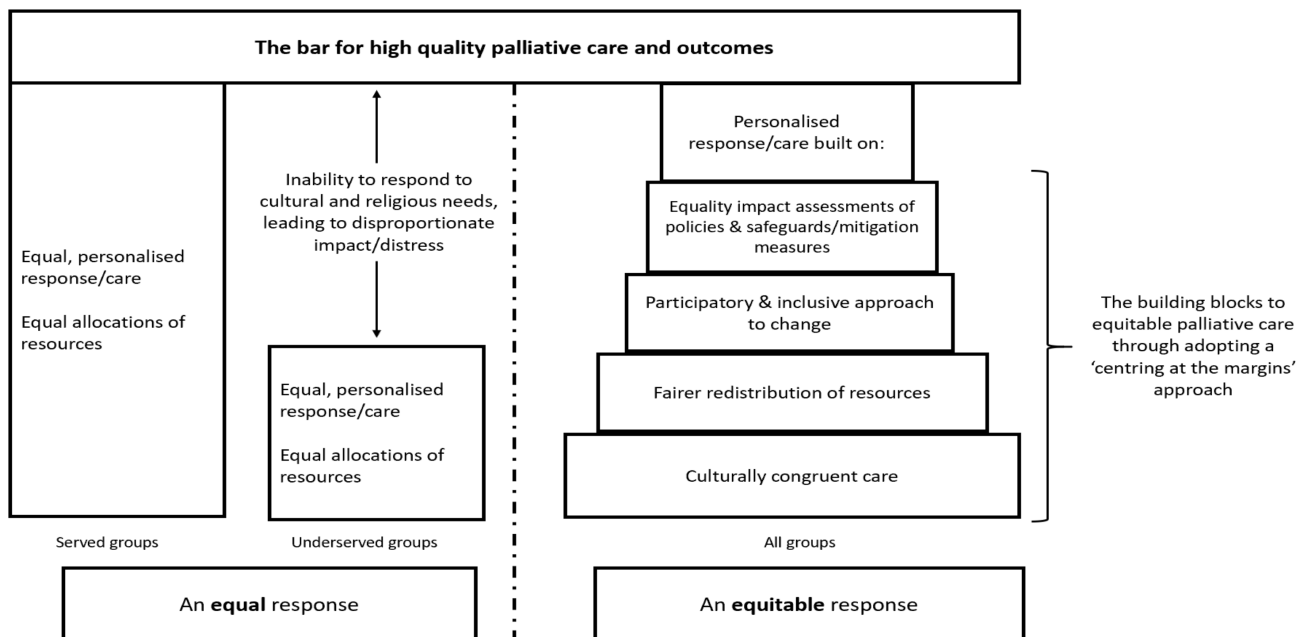 The bar for high quality palliative care and outcomes
Equal, personalised
response/care
Equal allocations of
resources
Served groups
Inability to respond to
cultural and religious needs,
leading to disproportionate
impact/distress
Equal, personalised
response/care
Equal allocations of
resources
Underserved groups
An equal response
Personalised
response/care built on:
Equality impact assessments of
policies & safeguards/mitigation
measures
Participatory & inclusive approach
to change
Fairer redistribution of resources
Culturally congruent care
All groups
An equitable response
The building blocks to
equitable palliative care
through adopting a
‘centring at the margins’
approach